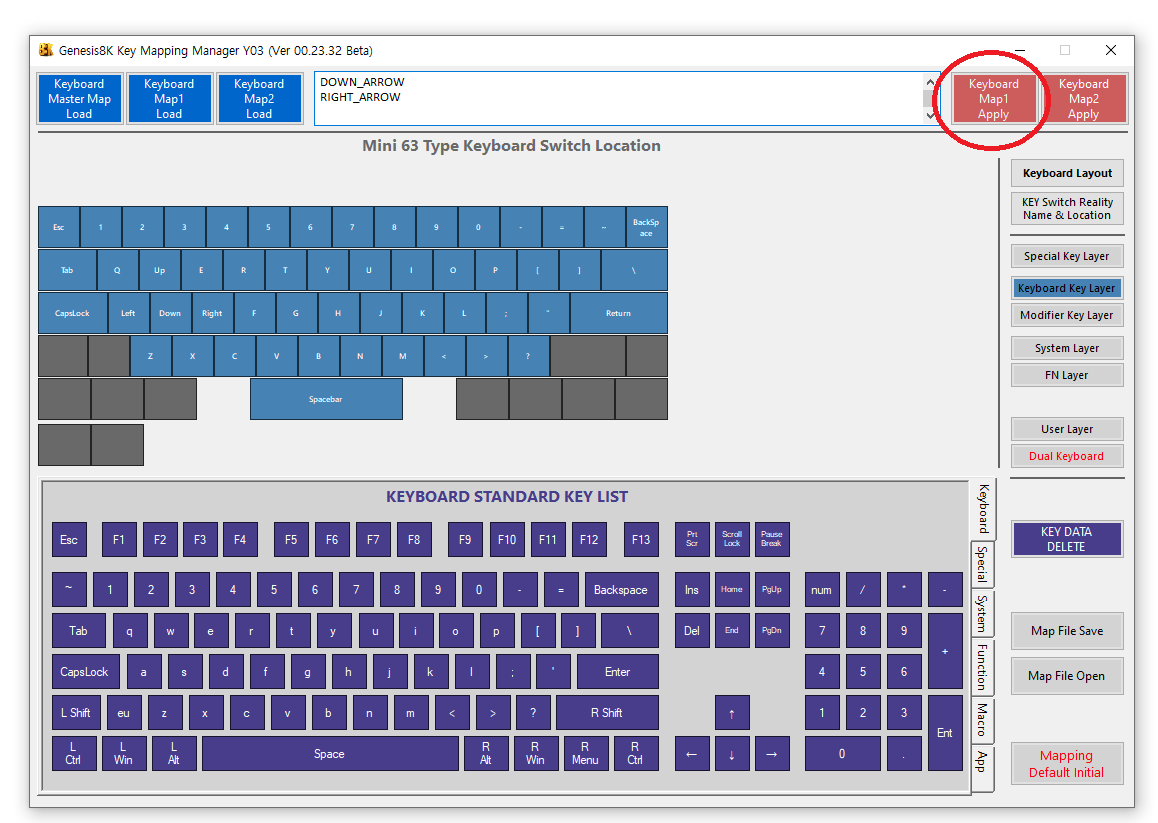 Genesis8K Key Mapping Manager Y03 (Ver 00.23.32 Beta)
Keyboard
Master Map
Load
Keyboard
Map1
Load
Keyboard
Map2
Load
DOWN_ARROW
RIGHT_ARROW
Keyboard
Map1
Apply
Keyboard
Map2
Apply
Mini 63 Type Keyboard Switch Location
Esc 1 2 3 4 5 6 7 8 9 0 - = ~ BackSp
ace
Tab Q Up E R T Y U I O P [ ] \
CapsLock Left Down Right F G H J K L ; " Return
Z X C V B N M < > ?
Spacebar
Keyboard Layout
KEY Switch Reality
Name & Location
Special Key Layer
Keyboard Key Layer
Modifier Key Layer
System Layer
FN Layer
User Layer
Dual Keyboard
KEYBOARD STANDARD KEY LIST
Esc F1 F2 F3 F4 F5 F6 F7 F8 F9 F10 F11 F12 F13 Prt
Scr Scroll
Lock Pause
Break
~ 1 2 3 4 5 6 7 8 9 0 - = Backspace Ins Home PgUp num / * -
Tab q w e r t y u i o p [ ] \ Del End PgDn 7 8 9 +
CapsLock a s d f g h j k l ; ' Enter 4 5 6
L Shift eu z x c v b n m < > ? R Shift ↑ 1 2 3 Ent
L
Ctrl L
Win L
Alt Space R
Alt R
Win R
Menu R
Ctrl ← ↓ → 0 .
Keyboard
Special
System
Function
Macro
App
KEY DATA
DELETE
Map File Save
Map File Open
Mapping
Default Initial